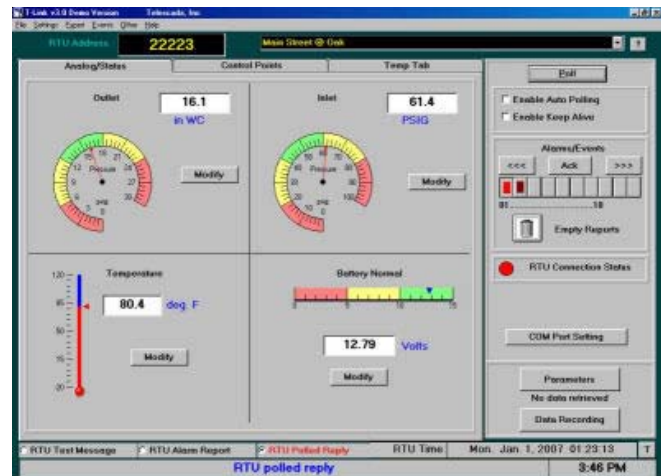 T-Link v3.0 Demo Version Telescada, Inc
File Settings Export Events Other Help
RTU Address 22223 Main Street @ Oak
Analog/Status Control Points Temp Tab
Poll
Enable Auto Polling
Enable Keep Alive
Outlet 16.1
in WC
Inlet 61.4
PSIG
Pressure
Modify
Pressure
Modify
Alarms/Events
<<< Ack >>>
01 10
Empty Reports
RTU Connection Status
120
Temperature
80.4 deg. F
Modify
Battery Normal
0 5 10 15
12.79 Volts
Modify
COM Port Setting
Parameters
No data retrieved
Data Recording
RTU Test Message RTU Alarm Report RTU Polled Reply RTU Time Mon. Jan. 1, 2007 01:23:13 T
RTU polled reply 3:46 PM